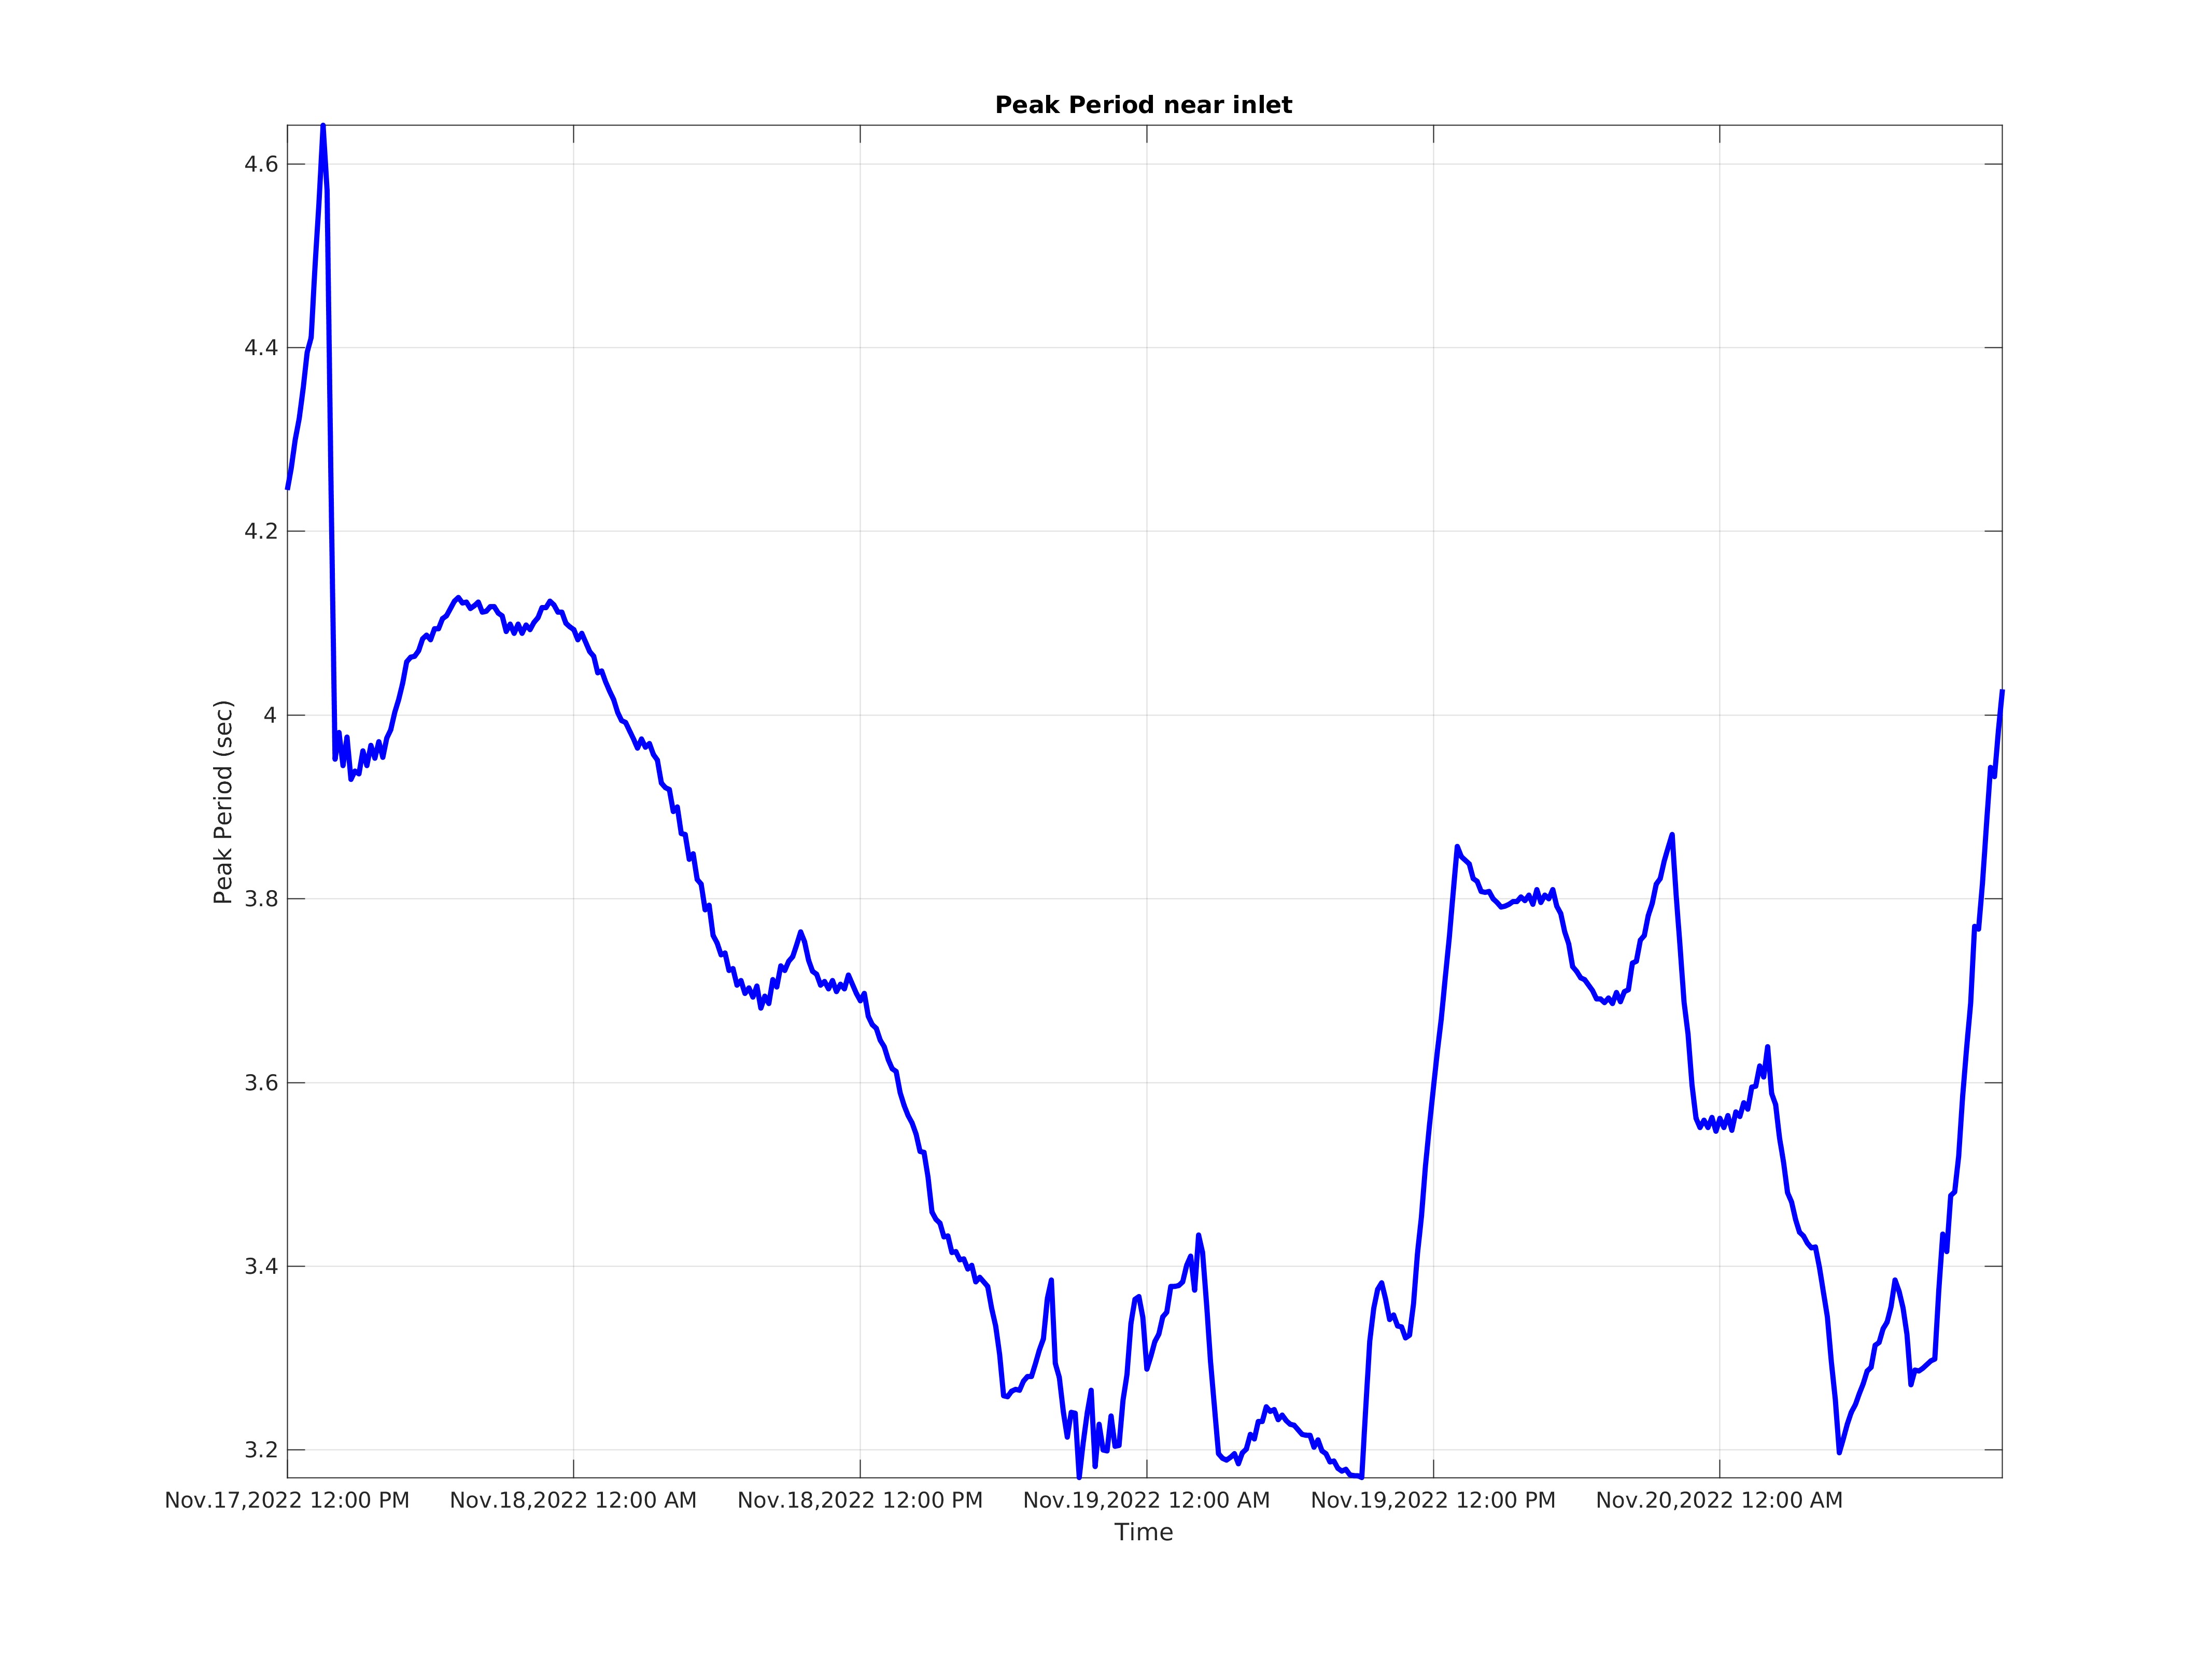 Peak Period near inlet
4.6
4.4
4.2
4
3.8
3.6
3.4
3.2
Peak Period (sec)
Nov.17,2022 12:00 PM
Nov.18,2022 12:00 AM
Nov.18,2022 12:00 PM
Nov.19,2022 12:00 AM
Nov.19,2022 12:00 PM
Nov.20,2022 12:00 AM
Time